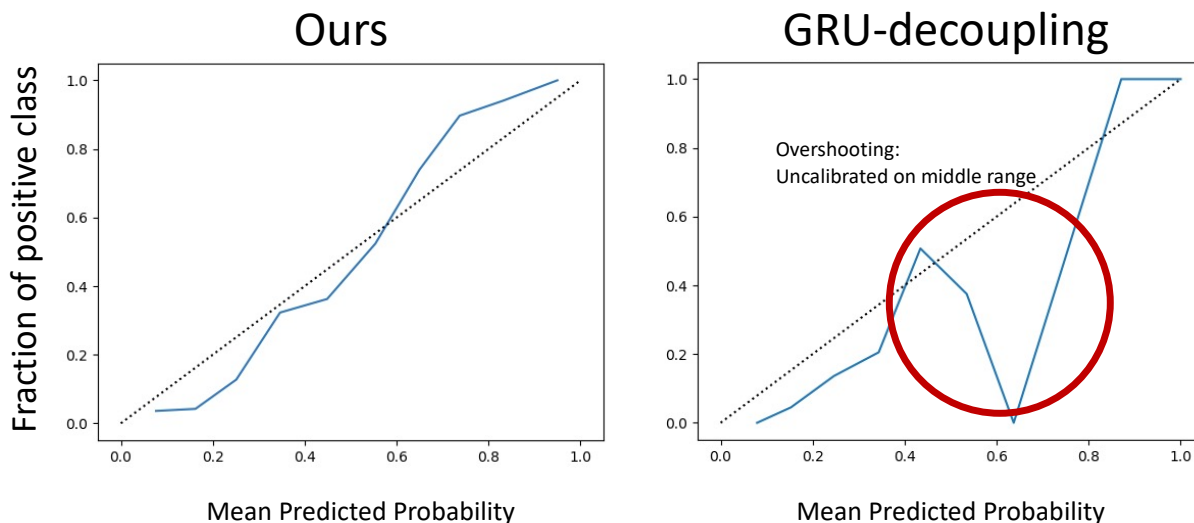 Ours
GRU-decoupling
Fraction of positive class
1.0
0.8
0.6
0.4
0.2
0.0
0.0 0.2 0.4 0.6 0.8 1.0
Mean Predicted Probability
1.0
0.8
0.6
0.4
0.2
0.0
Overshooting:
Uncalibrated on middle range
0.0 0.2 0.4 0.6 0.8 1.0
Mean Predicted Probability